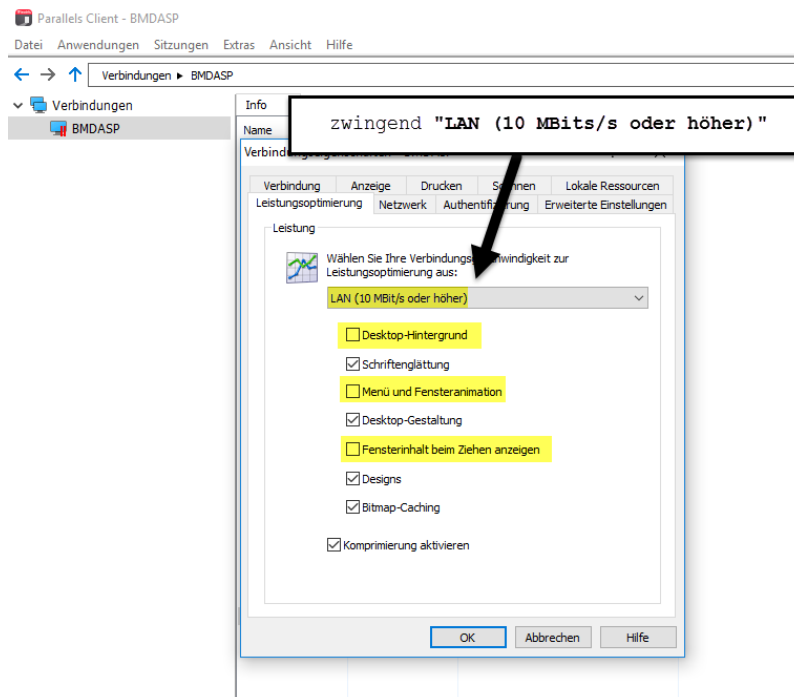 Parallels Client - BMDASP
Datei Anwendungen Sitzungen Extras Ansicht Hilfe
Verbindungen ▸ BMDASP
Verbindungen
BMDASP
Info
Name
zwingend "LAN (10 MBits/s oder höher)"
Verbindung Anzeige Drucken Lokale Ressourcen
Leistungsoptimierung Netzwerk Erweiterte Einstellungen
Leistung
Wählen Sie Ihre zur
Leistungsoptimierung aus:
LAN (10 MBit/s oder höher)
Desktop-Hintergrund
Schriftenglättung
Menü und Fensteranimation
Desktop-Gestaltung
Fensterinhalt beim Ziehen anzeigen
Designs
Bitmap-Caching
Komprimierung aktivieren
OK Abbrechen Hilfe